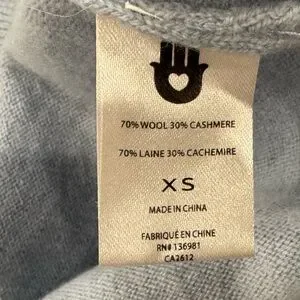 70% WOOL 30% CASHMERE
70% LAINE 30% CACHEMIRE
XS
MADE IN CHINA
FABRIQUÉ EN CHINE
RN# 136981
CA2612